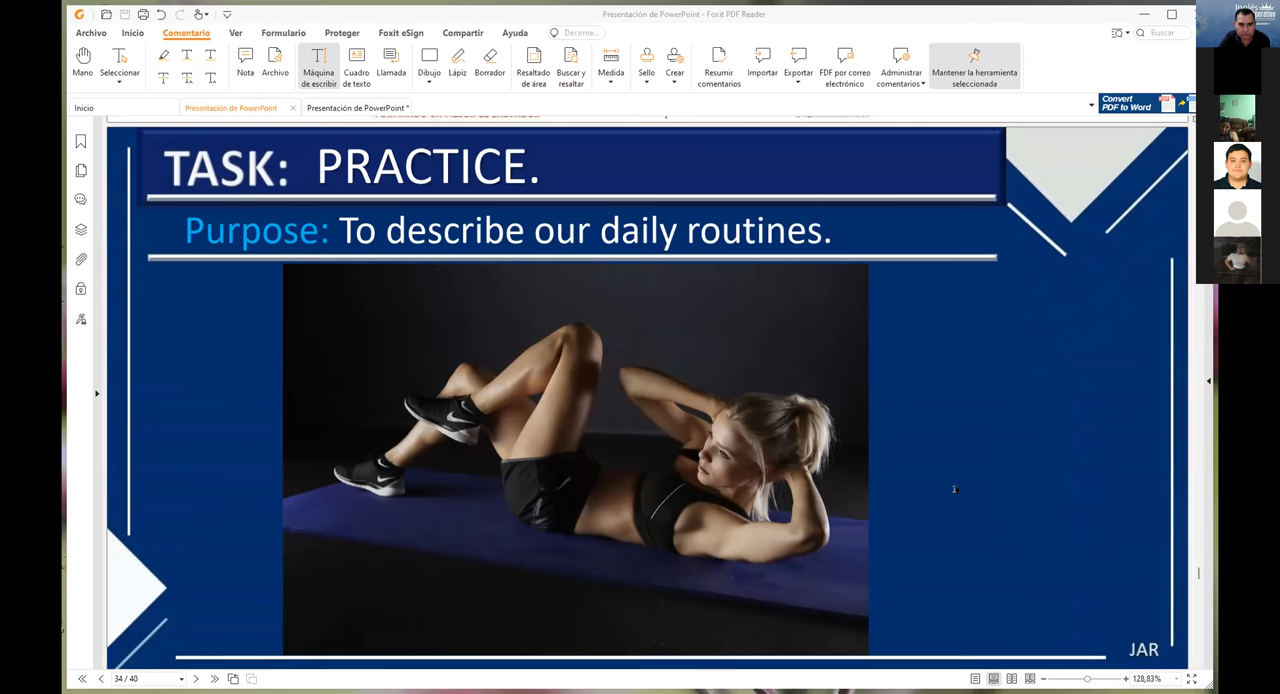 Presentación de PowerPoint - Foxit PDF Reader
Archivo Inicio Comentario Ver Formulario Proteger Foxit eSign Compartir Ayuda Decirme... Buscar
Mano Seleccionar Nota Archivo Máquina de escribir Cuadro de texto Llamada Dibujo Lápiz Borrador Resaltado de área Buscar y resaltar Medida Sello Crear Resumir comentarios Importar Exportar FDF por correo electrónico Administrar comentarios Mantener la herramienta seleccionada
Inicio Presentación de PowerPoint Presentación de PowerPoint *
Convert
PDF to Word
TASK: PRACTICE.
Purpose: To describe our daily routines.
JAR
34 / 40 128,83%